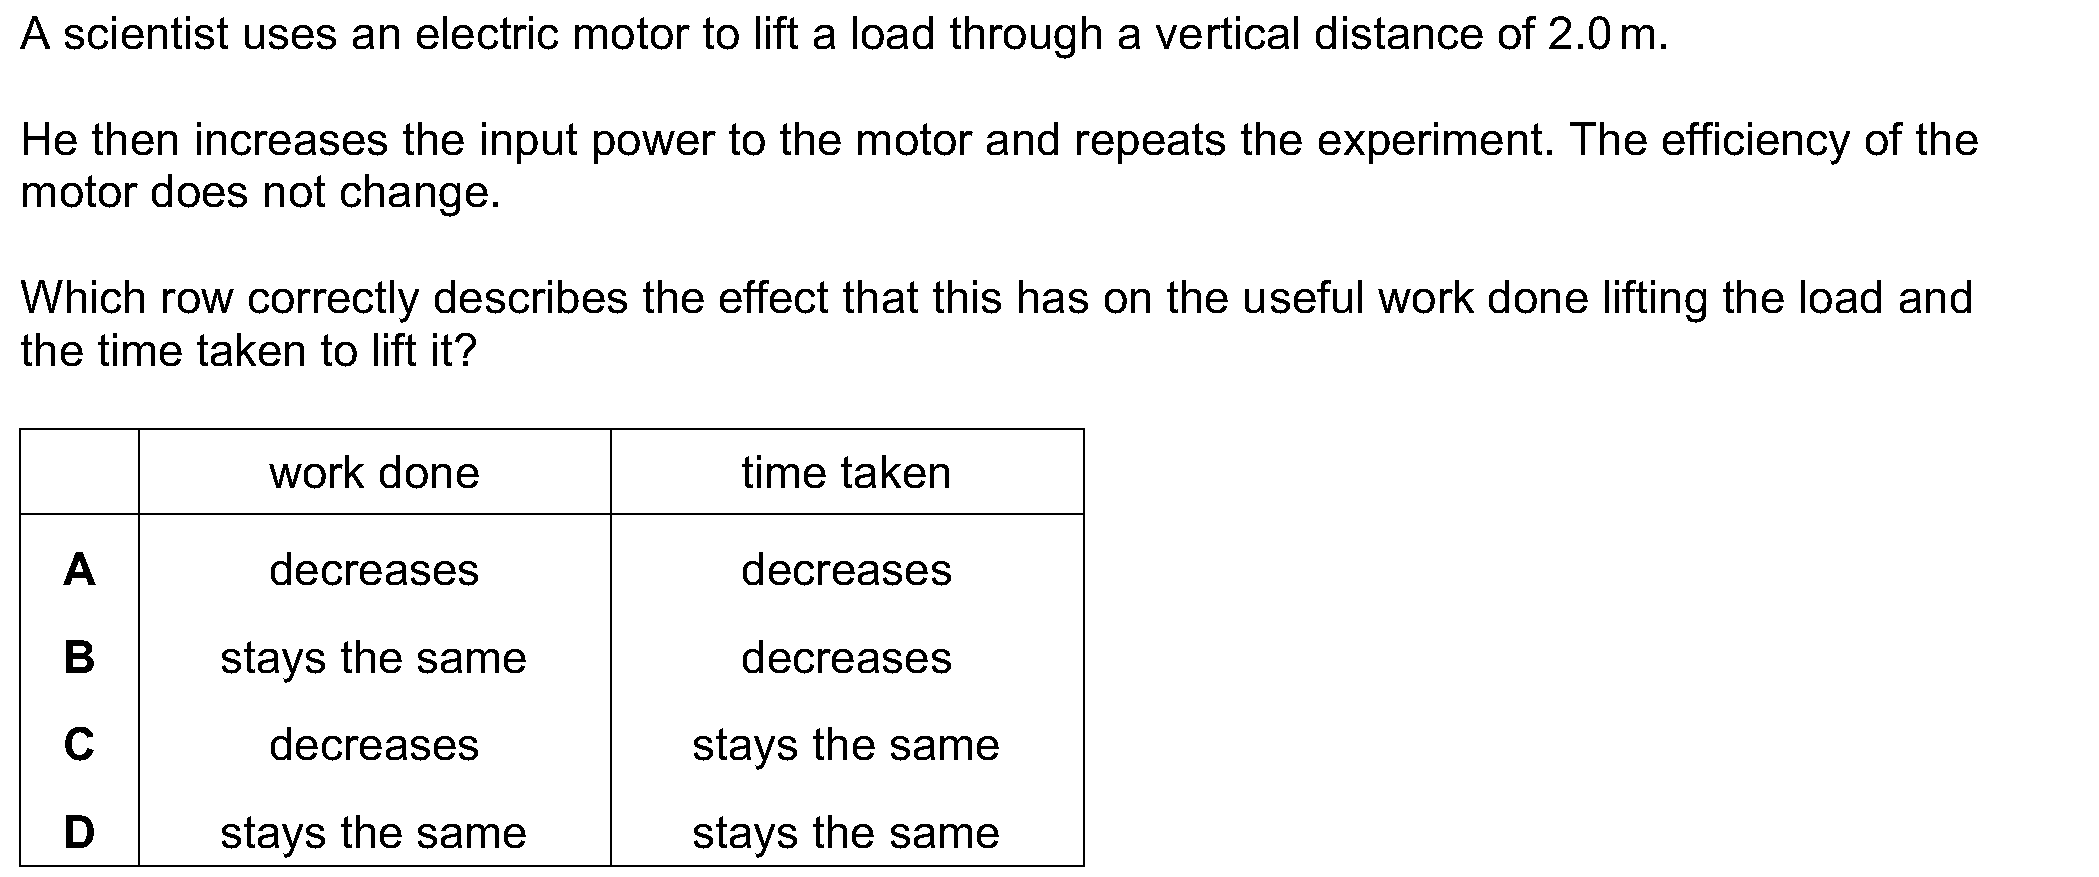 A scientist uses an electric motor to lift a load through a vertical distance of 2.0 m.
He then increases the input power to the motor and repeats the experiment. The efficiency of the
motor does not change.
Which row correctly describes the effect that this has on the useful work done lifting the load and
the time taken to lift it?
work done time taken
A decreases decreases
B stays the same decreases
C decreases stays the same
D stays the same stays the same